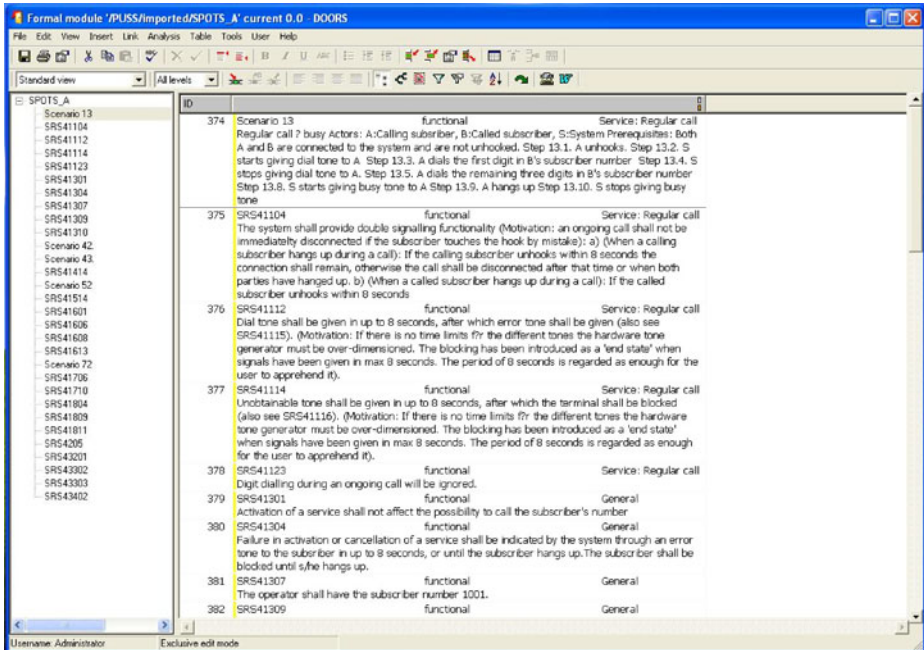 Formal module '/PUSS/imported/SPOTS_A' current 0.0 - DOORS
File Edit View Insert Link Analysis Table Tools User Help
Standard view All levels
SPOTS_A
Scenario 13
SRS41104
SRS41112
SRS41114
SRS41123
SRS41301
SRS41304
SRS41307
SRS41309
SRS41310
Scenario 42.
Scenario 43.
SRS41414
Scenario 52
SRS41514
SRS41601
SRS41606
SRS41608
SRS41613
Scenario 72
SRS41706
SRS41710
SRS41804
SRS41809
SRS41811
SRS4205
SRS43201
SRS43302
SRS43303
SRS43402
ID
374 Scenario 13 functional Service: Regular call
Regular call ? busy Actors: A:Calling subsriber, B:Called subscriber, S:System Prerequisites: Both
A and B are connected to the system and are not unhooked. Step 13.1. A unhooks. Step 13.2. S
starts giving dial tone to A Step 13.3. A dials the first digit in B's subscriber number Step 13.4. S
stops giving dial tone to A. Step 13.5. A dials the remaining three digits in B's subscriber number
Step 13.8. S starts giving busy tone to A Step 13.9. A hangs up Step 13.10. S stops giving busy
tone
375 SRS41104 functional Service: Regular call
The system shall provide double signalling functionality (Motivation: an ongoing call shall not be
immediatelty disconnected if the subscriber touches the hook by mistake): a) (When a calling
subscriber hangs up during a call): If the calling subscriber unhooks within 8 seconds the
connection shall remain, otherwise the call shall be disconnected after that time or when both
parties have hanged up. b) (When a called subscriber hangs up during a call): If the called
subscriber unhooks within 8 seconds
376 SRS41112 functional Service: Regular call
Dial tone shall be given in up to 8 seconds, after which error tone shall be given (also see
SRS41115). (Motivation: If there is no time limits f?r the different tones the hardware tone
generator must be over-dimensioned. The blocking has been introduced as a 'end state' when
signals have been given in max 8 seconds. The period of 8 seconds is regarded as enough for the
user to apprehend it).
377 SRS41114 functional Service: Regular call
Unobtainable tone shall be given in up to 8 seconds, after which the terminal shall be blocked
(also see SRS41116). (Motivation: If there is no time limits f?r the different tones the hardware
tone generator must be over-dimensioned. The blocking has been introduced as a 'end state'
when signals have been given in max 8 seconds. The period of 8 seconds is regarded as enough
for the user to apprehend it).
378 SRS41123 functional Service: Regular call
Digit dialling during an ongoing call will be ignored.
379 SRS41301 functional General
Activation of a service shall not affect the possibility to call the subscriber's number
380 SRS41304 functional General
Failure in activation or cancellation of a service shall be indicated by the system through an error
tone to the subsriber in up to 8 seconds, or until the subscriber hangs up.The subscriber shall be
blocked until s/he hangs up.
381 SRS41307 functional General
The operator shall have the subscriber number 1001.
382 SRS41309 functional General
Username: Administrator Exclusive edit mode